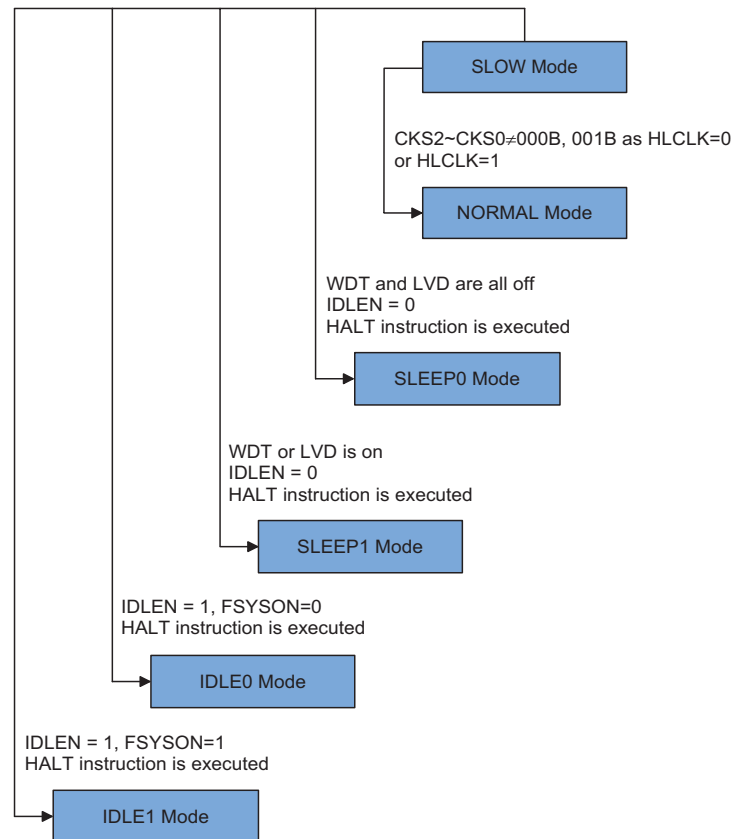 SLOW Mode
CKS2~CKS0≠000B, 001B as HLCLK=0
or HLCLK=1
NORMAL Mode
WDT and LVD are all off
IDLEN = 0
HALT instruction is executed
SLEEP0 Mode
WDT or LVD is on
IDLEN = 0
HALT instruction is executed
SLEEP1 Mode
IDLEN = 1, FSYSON=0
HALT instruction is executed
IDLE0 Mode
IDLEN = 1, FSYSON=1
HALT instruction is executed
IDLE1 Mode